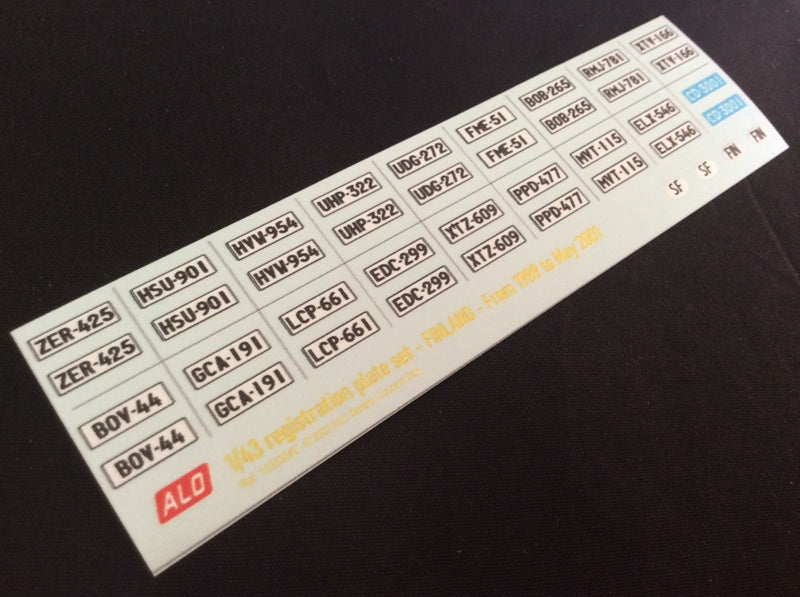 ZER-425
ZER-425
HSU-901
HSU-901
HVW-954
HVW-954
UHP-322
UHP-322
UDG-272
UDG-272
FME-51
FME-51
BOB-265
BOB-265
RMJ-781
RMJ-781
XTV-166
XTV-166
BOV-44
BOV-44
GCA-191
GCA-191
LCP-661
LCP-661
EDC-299
EDC-299
XTZ-609
XTZ-609
PPD-477
PPD-477
MVT-115
MVT-115
ELX-546
ELX-546
CD-3001
CD-3001
SF SF FIN FIN
ALO
1/43 registration plate set - FINLAND - From 1989 to May 2001